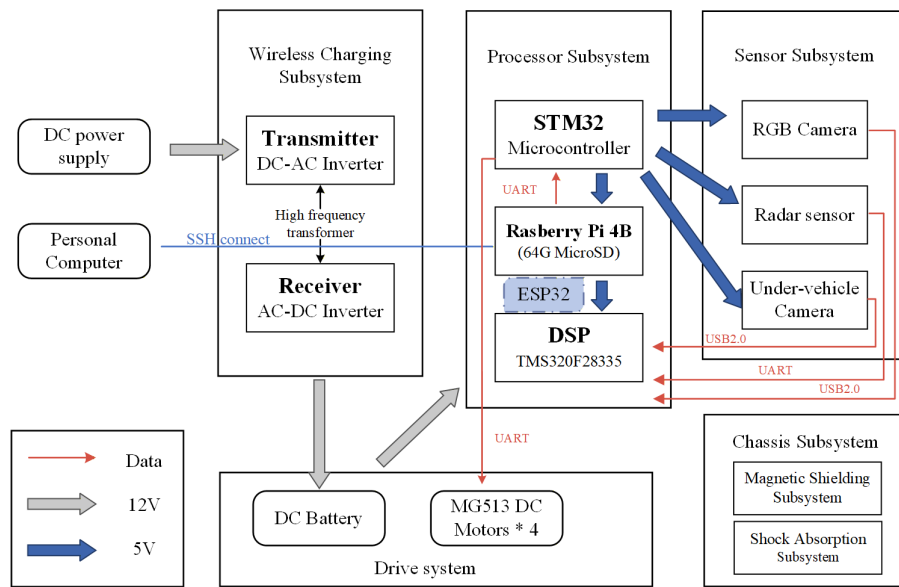 Wireless Charging
Subsystem
Processor Subsystem
Sensor Subsystem
DC power
supply
Transmitter
DC-AC Inverter
STM32
Microcontroller
RGB Camera
UART
High frequency
transformer
Personal
Computer
SSH connect
Rasberry Pi 4B
(64G MicroSD)
Radar sensor
Receiver
AC-DC Inverter
ESP32
Under-vehicle
Camera
DSP
TMS320F28335
USB2.0
UART
USB2.0
Data
12V
5V
UART
DC Battery
MG513 DC
Motors * 4
Drive system
Chassis Subsystem
Magnetic Shielding
Subsystem
Shock Absorption
Subsystem